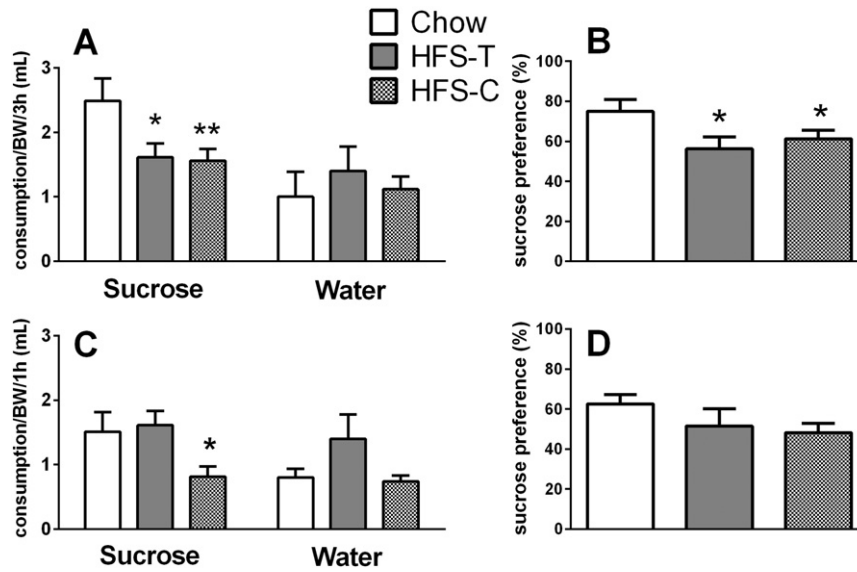 Chow
HFS-T
HFS-C
A
consumption/BW/3h (mL)
3
2
1
0
*
**
Sucrose
Water
B
sucrose preference (%)
100
80
60
40
20
0
*
*
C
consumption/BW/1h (mL)
3
2
1
0
*
Sucrose
Water
D
sucrose preference (%)
100
80
60
40
20
0